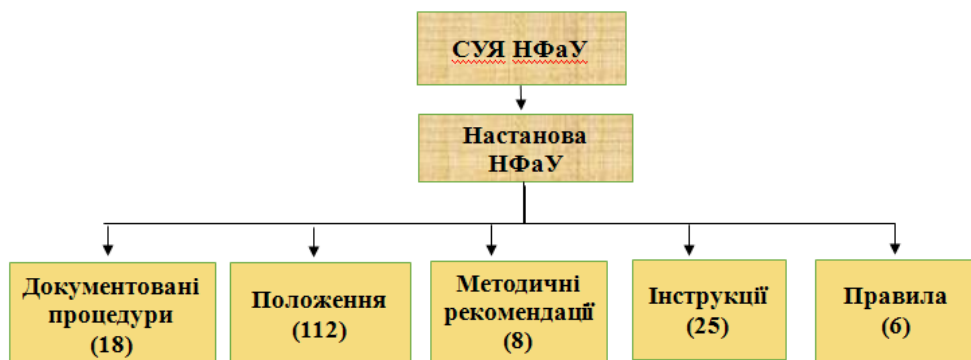 СУЯ НФаУ
Настанова
НФаУ
Документовані
процедури
(18)
Положення
(112)
Методичні
рекомендації
(8)
Інструкції
(25)
Правила
(6)